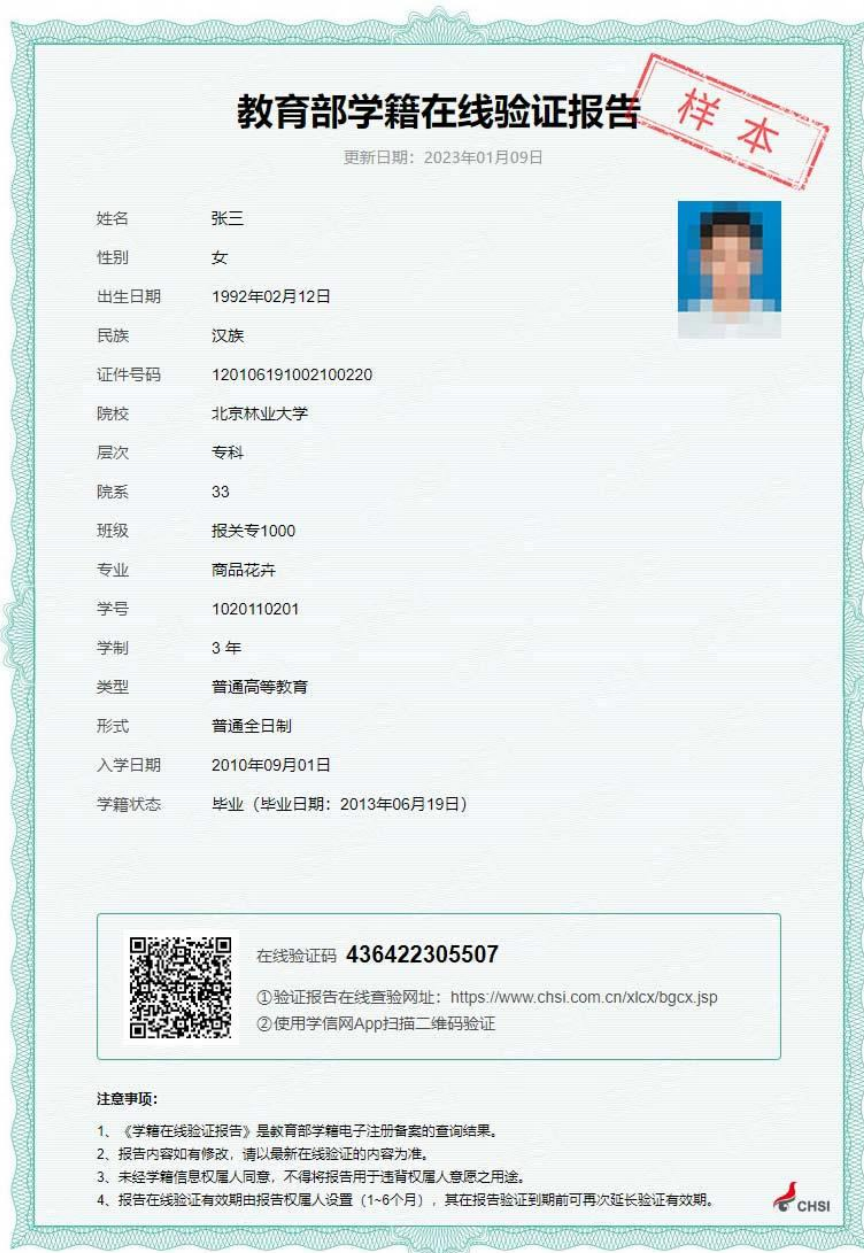 教育部学籍在线验证报告
样本
更新日期：2023年01月09日
姓名 张三
性别 女
出生日期 1992年02月12日
民族 汉族
证件号码 120106191002100220
院校 北京林业大学
层次 专科
院系 33
班级 报关专1000
专业 商品花卉
学号 1020110201
学制 3 年
类型 普通高等教育
形式 普通全日制
入学日期 2010年09月01日
学籍状态 毕业（毕业日期：2013年06月19日）
在线验证码 436422305507
①验证报告在线查验网址：https://www.chsi.com.cn/xlcx/bgcx.jsp
②使用学信网App扫描二维码验证
注意事项：
1、《学籍在线验证报告》是教育部学籍电子注册备案的查询结果。
2、报告内容如有修改，请以最新在线验证的内容为准。
3、未经学籍信息权属人同意，不得将报告用于违背权属人意愿之用途。
4、报告在线验证有效期由报告权属人设置（1~6个月），其在报告验证到期前可再次延长验证有效期。
CHSI